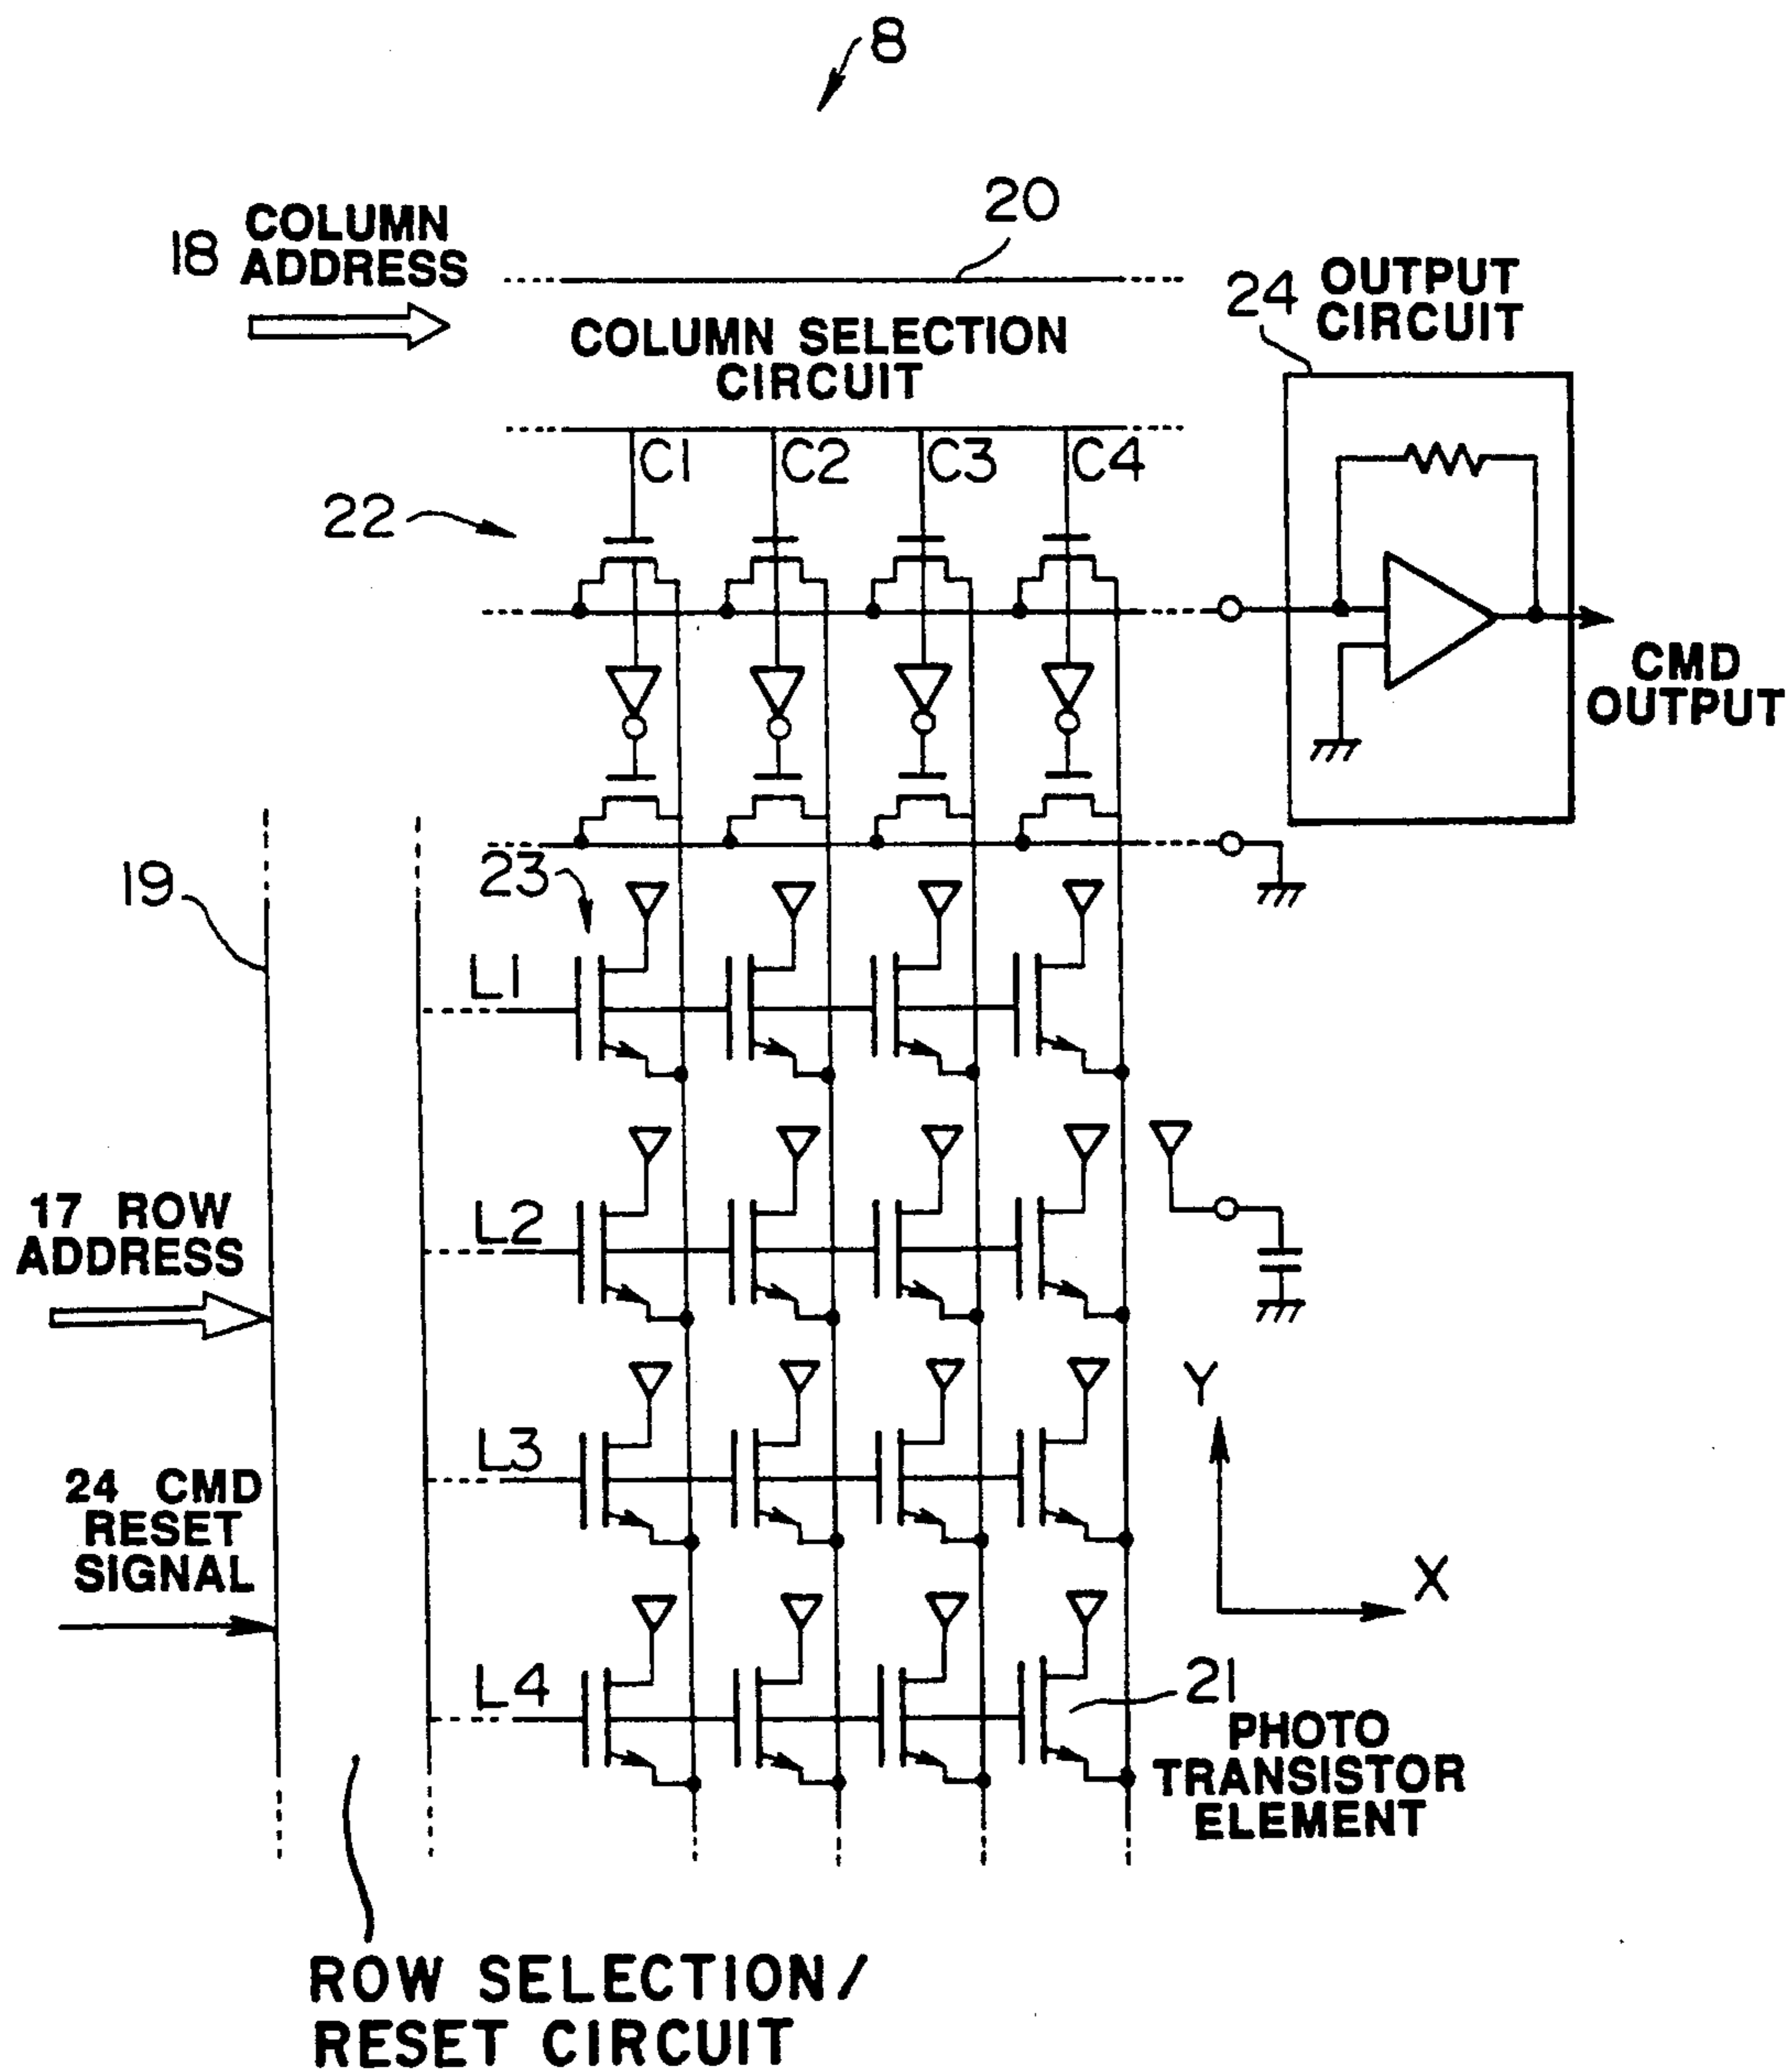 8
18 COLUMN
ADDRESS
20
COLUMN SELECTION
CIRCUIT
24 OUTPUT
CIRCUIT
C1
C2
C3
C4
22
CMD
OUTPUT
19
23
L1
17 ROW
ADDRESS
L2
24 CMD
RESET
SIGNAL
L3
Y
X
L4
21
PHOTO
TRANSISTOR
ELEMENT
ROW SELECTION/
RESET CIRCUIT